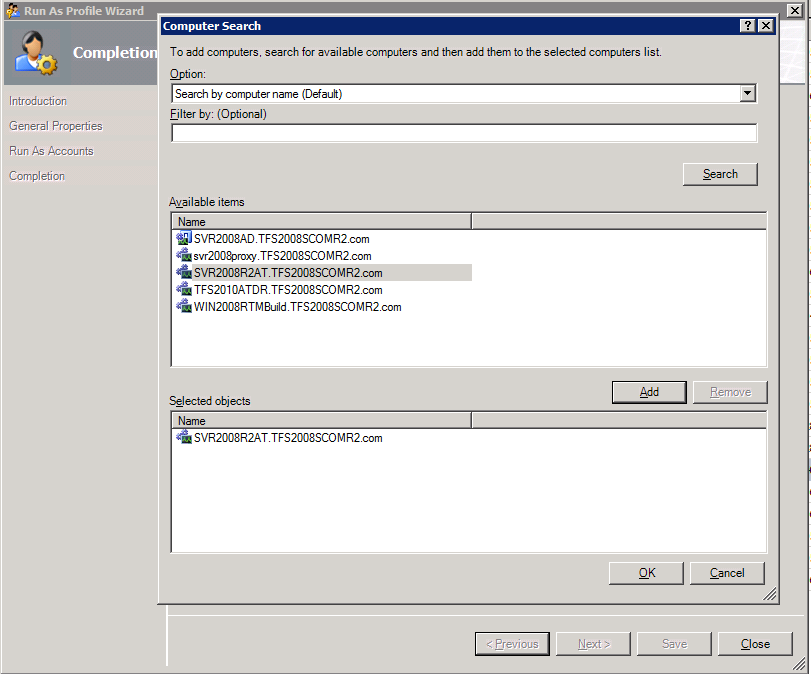 Run As Profile Wizard
Completion
Introduction
General Properties
Run As Accounts
Completion
Computer Search
To add computers, search for available computers and then add them to the selected computers list.
Option:
Search by computer name (Default)
Filter by: (Optional)
Search
Available items
Name
SVR2008AD.TFS2008SCOMR2.com
svr2008proxy.TFS2008SCOMR2.com
SVR2008R2AT.TFS2008SCOMR2.com
TFS2010ATDR.TFS2008SCOMR2.com
WIN2008RTMBuild.TFS2008SCOMR2.com
Add Remove
Selected objects
Name
SVR2008R2AT.TFS2008SCOMR2.com
OK Cancel
< Previous Next > Save Close